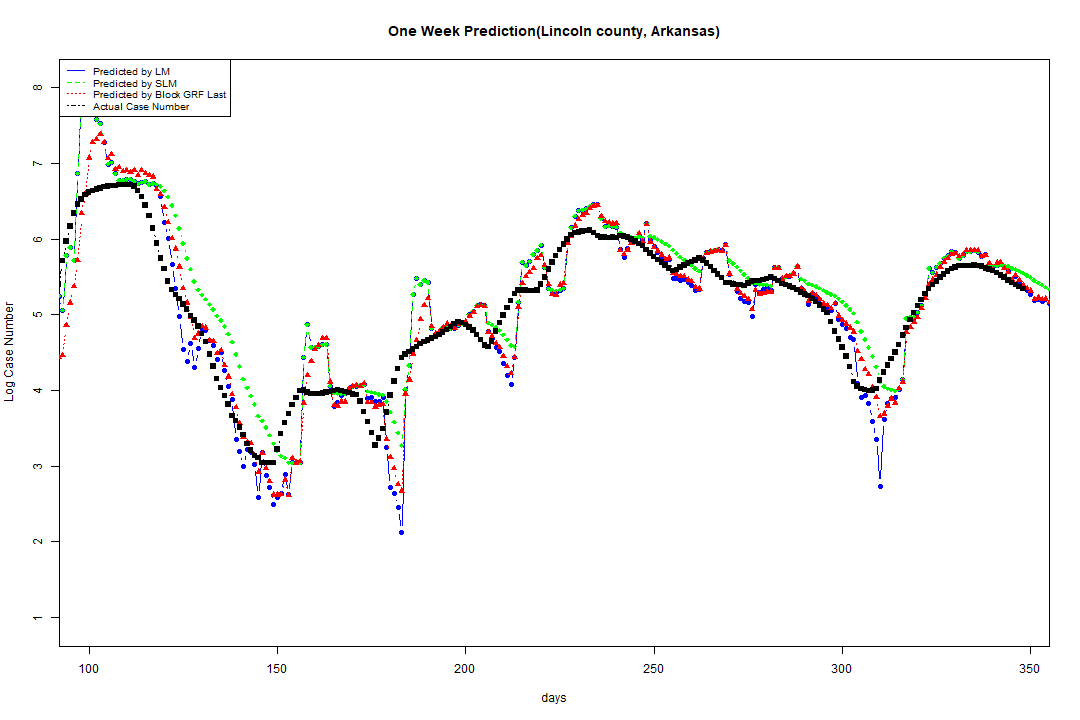 One Week Prediction(Lincoln county, Arkansas)
Predicted by LM
Predicted by SLM
Predicted by Block GRF Last
Actual Case Number
8
7
6
5
4
3
2
1
Log Case Number
100 150 200 250 300 350
days